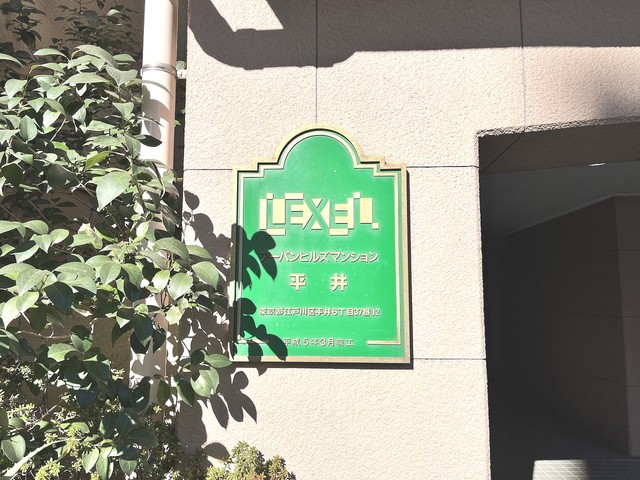 LEXEL
アーバンヒルズマンション
平井
東京都江戸川区平井6丁目37番12
平成5年3月竣工